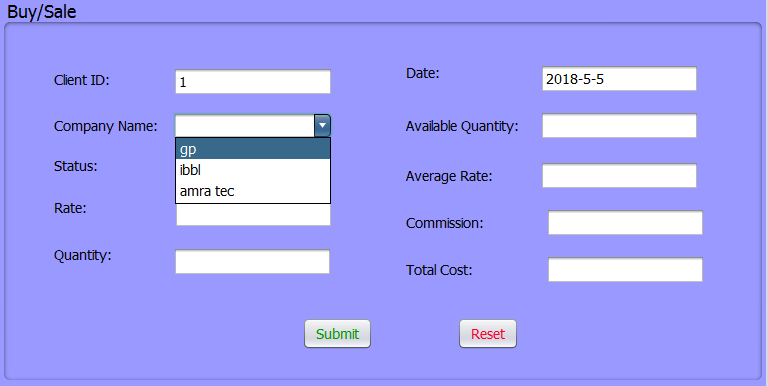 Buy/Sale
Client ID: 1
Date: 2018-5-5
Company Name:
gp
ibbl
amra tec
Available Quantity:
Status:
Average Rate:
Rate:
Commission:
Quantity:
Total Cost:
Submit
Reset